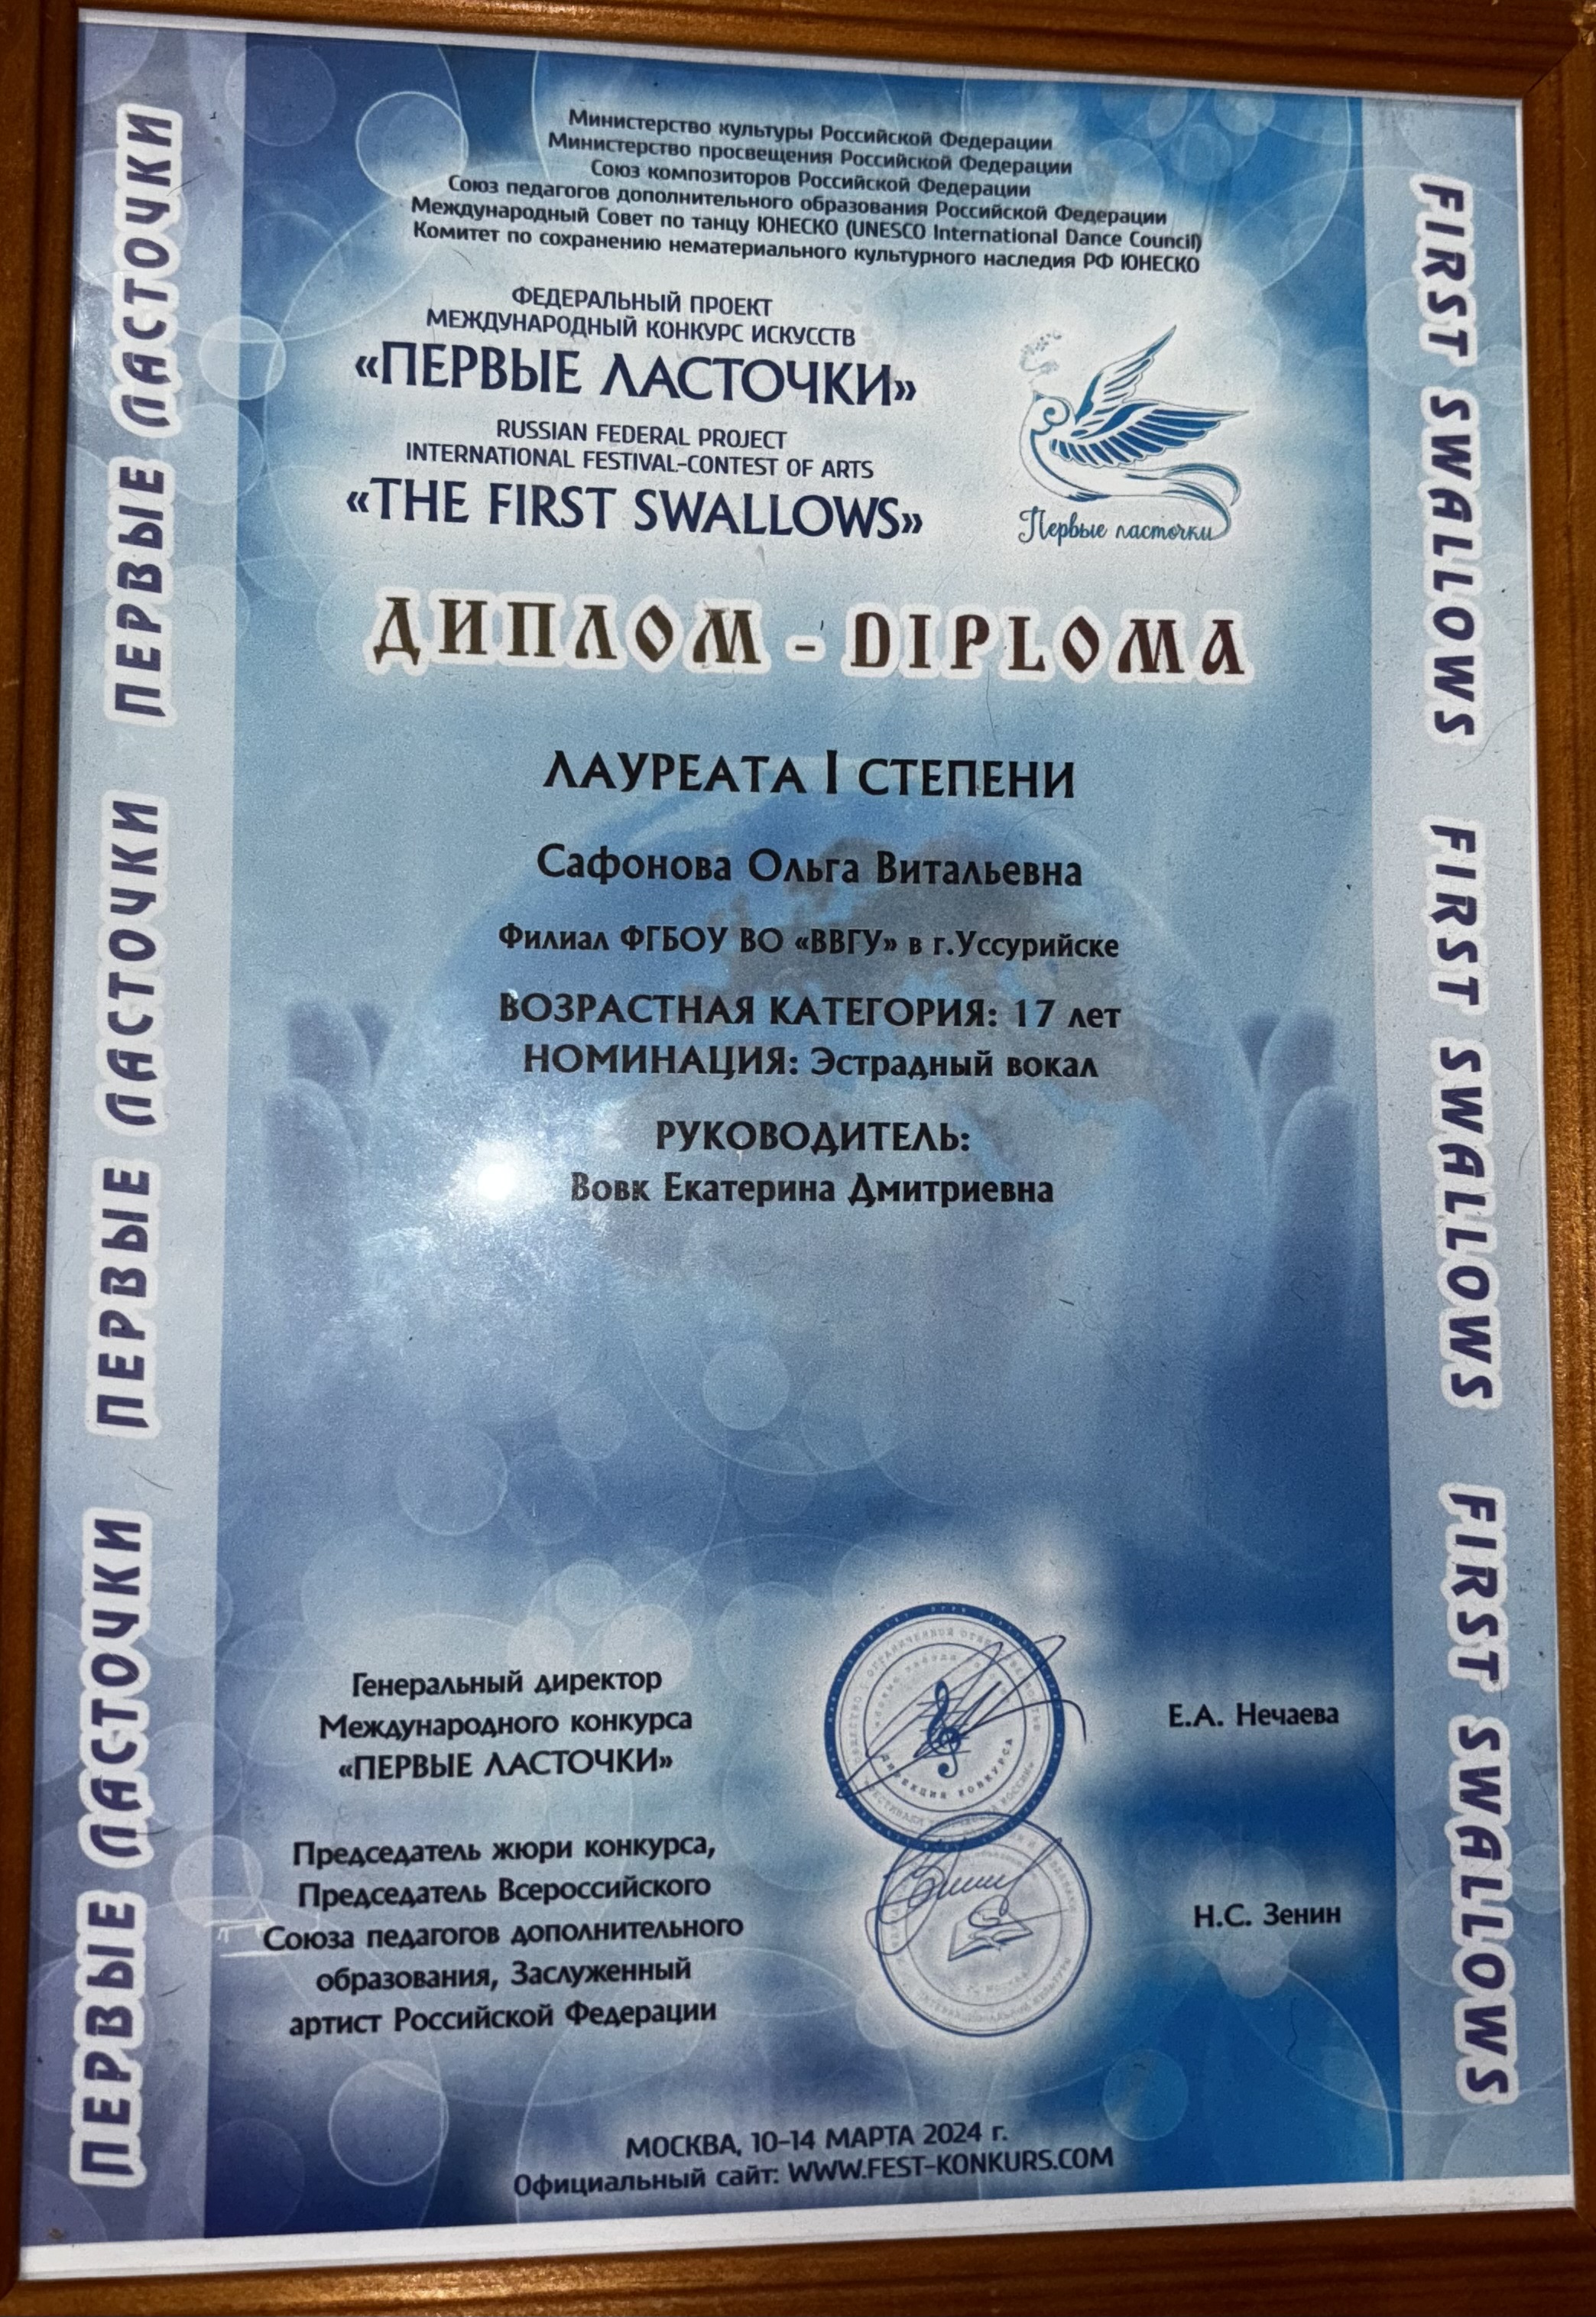 Министерство культуры Российской Федерации
Министерство просвещения Российской Федерации
Союз композиторов Российской Федерации
Союз педагогов дополнительного образования Российской Федерации
Международный Совет по танцу ЮНЕСКО (UNESCO International Dance Council)
Комитет по сохранению нематериального культурного наследия РФ ЮНЕСКО
ФЕДЕРАЛЬНЫЙ ПРОЕКТ
МЕЖДУНАРОДНЫЙ КОНКУРС ИСКУССТВ
«ПЕРВЫЕ ЛАСТОЧКИ»
RUSSIAN FEDERAL PROJECT
INTERNATIONAL FESTIVAL-CONTEST OF ARTS
«THE FIRST SWALLOWS»
Первые ласточки
ДИПЛОМ - DIPLOMA
ЛАУРЕАТА I СТЕПЕНИ
Сафонова Ольга Витальевна
Филиал ФГБОУ ВО «ВВГУ» в г.Уссурийске
ВОЗРАСТНАЯ КАТЕГОРИЯ: 17 лет
НОМИНАЦИЯ: Эстрадный вокал
РУКОВОДИТЕЛЬ:
Вовк Екатерина Дмитриевна
Генеральный директор
Международного конкурса
«ПЕРВЫЕ ЛАСТОЧКИ»
Е.А. Нечаева
ДИРЕКЦИЯ КОНКУРСА
Председатель жюри конкурса,
Председатель Всероссийского
Союза педагогов дополнительного
образования, Заслуженный
артист Российской Федерации
Н.С. Зенин
МОСКВА, 10-14 МАРТА 2024 г.
Официальный сайт: WWW.FEST-KONKURS.COM
ПЕРВЫЕ ЛАСТОЧКИ ПЕРВЫЕ ЛАСТОЧКИ ПЕРВЫЕ ЛАСТОЧКИ
FIRST SWALLOWS FIRST SWALLOWS FIRST SWALLOWS